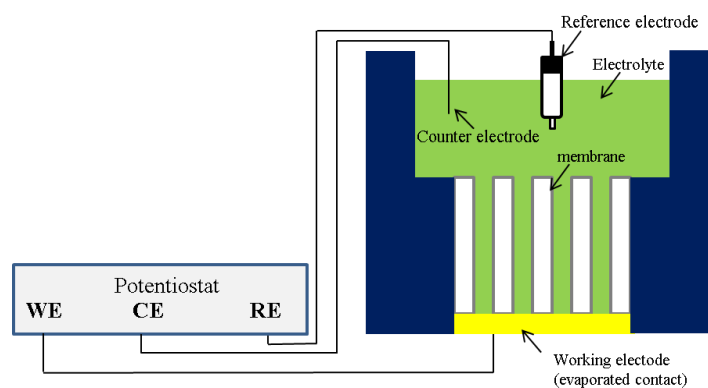 Reference electrode
Electrolyte
Counter electrode
membrane
Potentiostat
WE CE RE
Working electode
(evaporated contact)